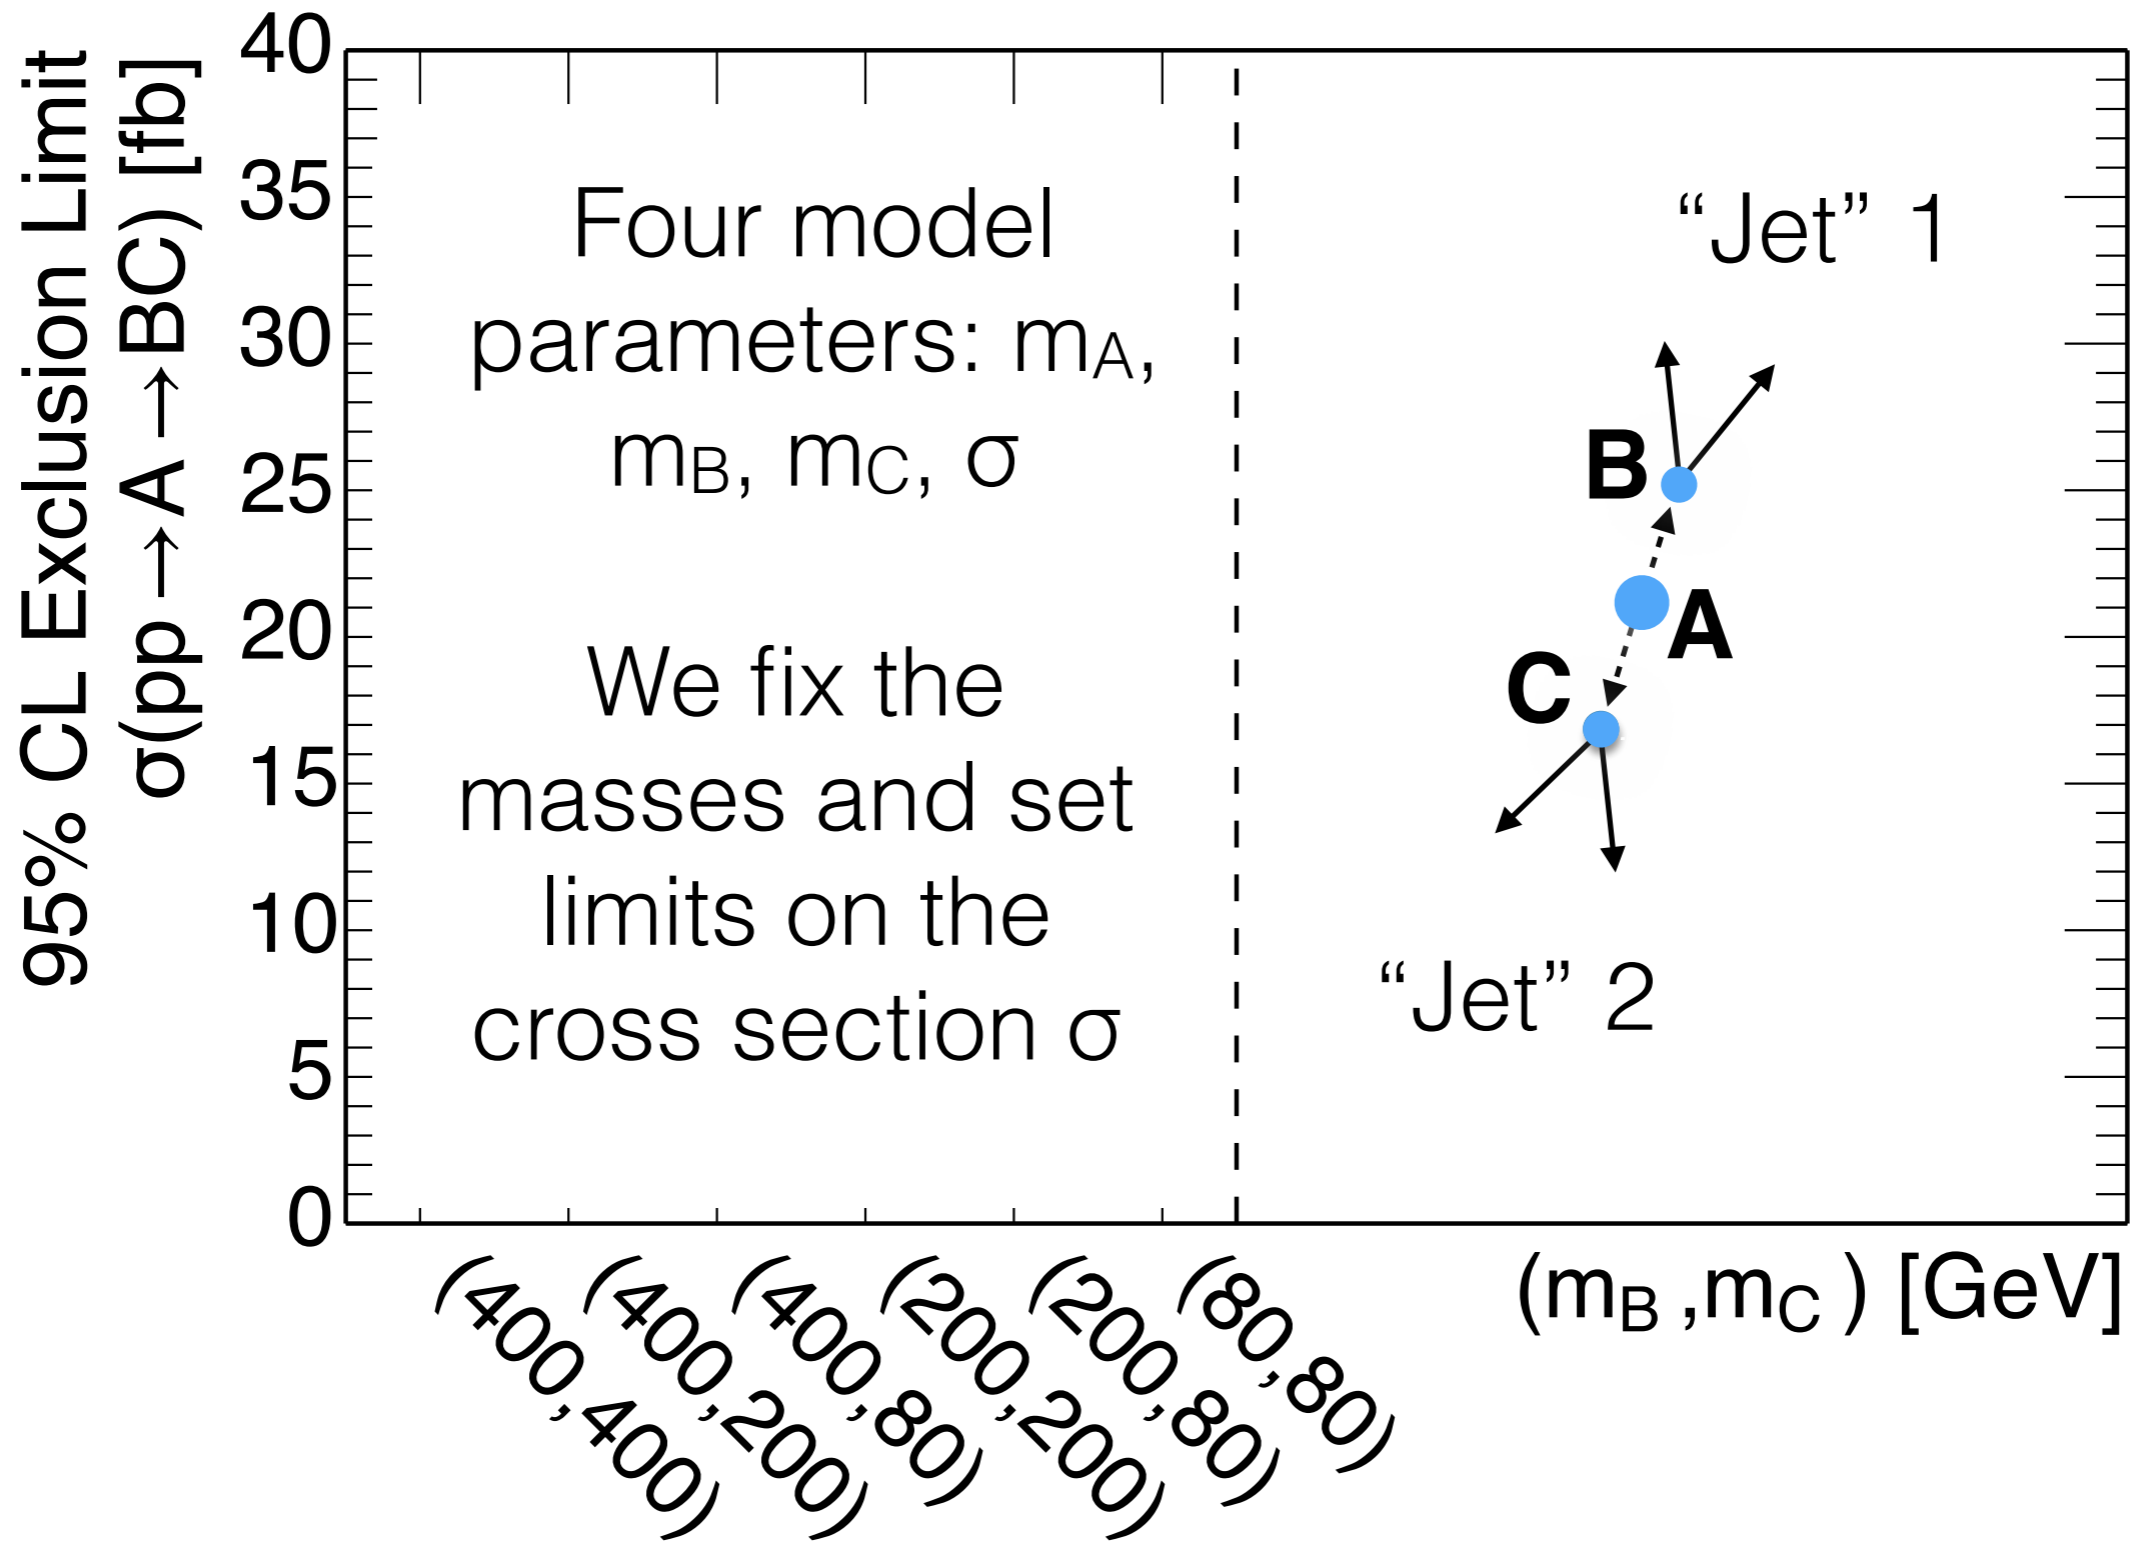 95% CL Exclusion Limit
σ(pp→A→BC) [fb]
40
35
30
25
20
15
10
5
0
Four model
parameters: mA,
mB, mC, σ
We fix the
masses and set
limits on the
cross section σ
“Jet” 1
B
A
C
“Jet” 2
(400,400)
(400,200)
(400,80)
(200,200)
(200,80)
(80,80)
(mB ,mC ) [GeV]